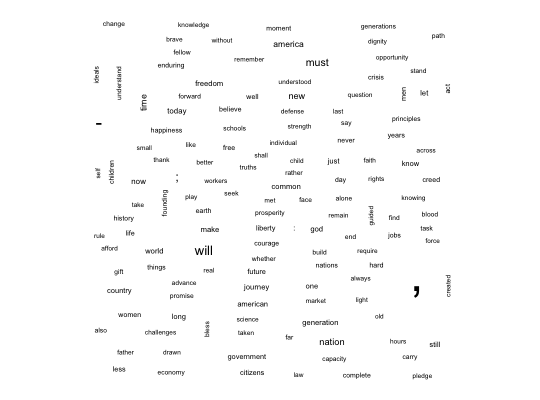 change knowledge moment generations
path
brave without america dignity
fellow remember must opportunity
enduring
ideals understand freedom understood crisis stand
time forward well new question men let act
today believe defense last
- happiness schools strength say principles
never years
small like free individual
shall across
thank better truths child just faith know
self children rather
now ; workers common day rights creed
founding play seek met face alone knowing
take earth prosperity remain guided find blood
history
rule life make liberty : god end jobs task
force
afford world will courage build require
whether
gift things real future nations hard
always
country advance journey one , created
promise american market light
women long science generation old
also challenges bless taken far nation hours still
father drawn government capacity carry
less economy citizens law complete pledge